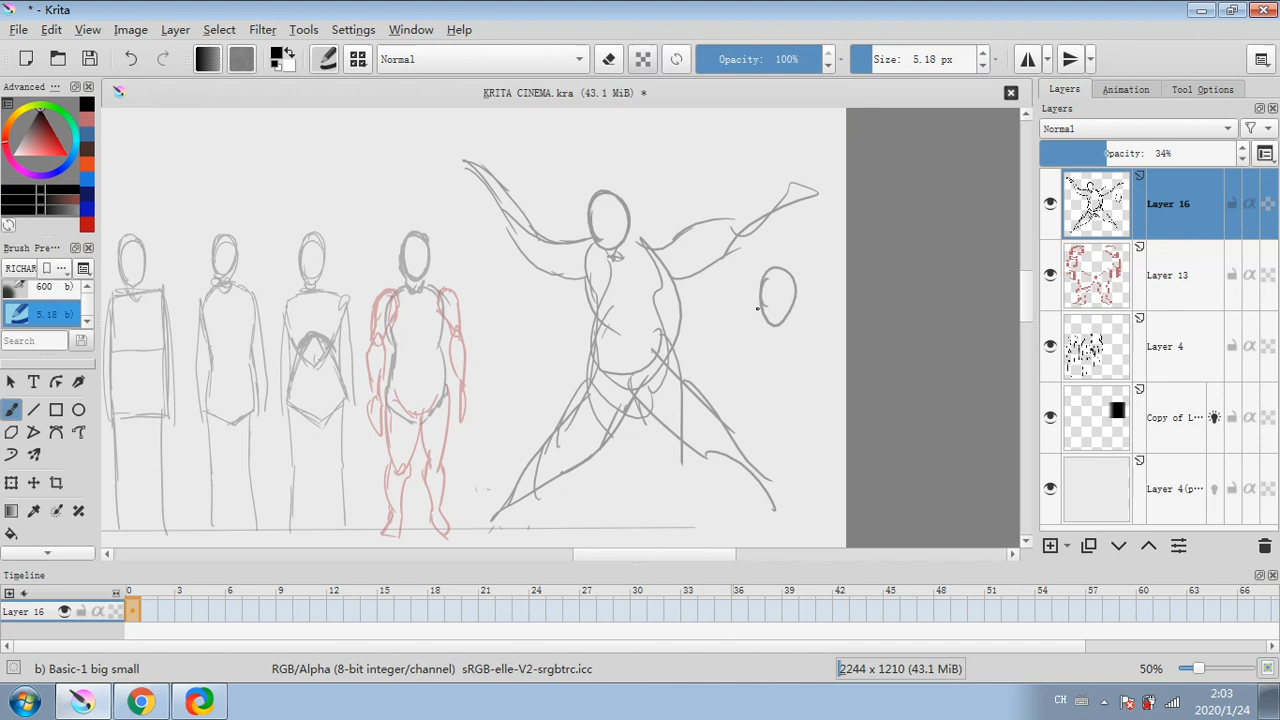 * - Krita
File Edit View Image Layer Select Filter Tools Settings Window Help
Normal Opacity: 100% Size: 5.18 px
Advanced ...
KRITA CINEMA.kra (43.1 MiB) *
Layers Animation Tool Options
Layers
Normal
Opacity: 34%
Layer 16
Layer 13
Layer 4
Copy of L...
Layer 4(p...
Brush Pre...
RICHAR ...
600 b)
5.18 b)
Search
Timeline
0 3 6 9 12 15 18 21 24 27 30 33 36 39 42 45 48 51 54 57 60 63 66
Layer 16
b) Basic-1 big small RGB/Alpha (8-bit integer/channel) sRGB-elle-V2-srgbtrc.icc 2244 x 1210 (43.1 MiB) 50%
CH
2:03
2020/1/24